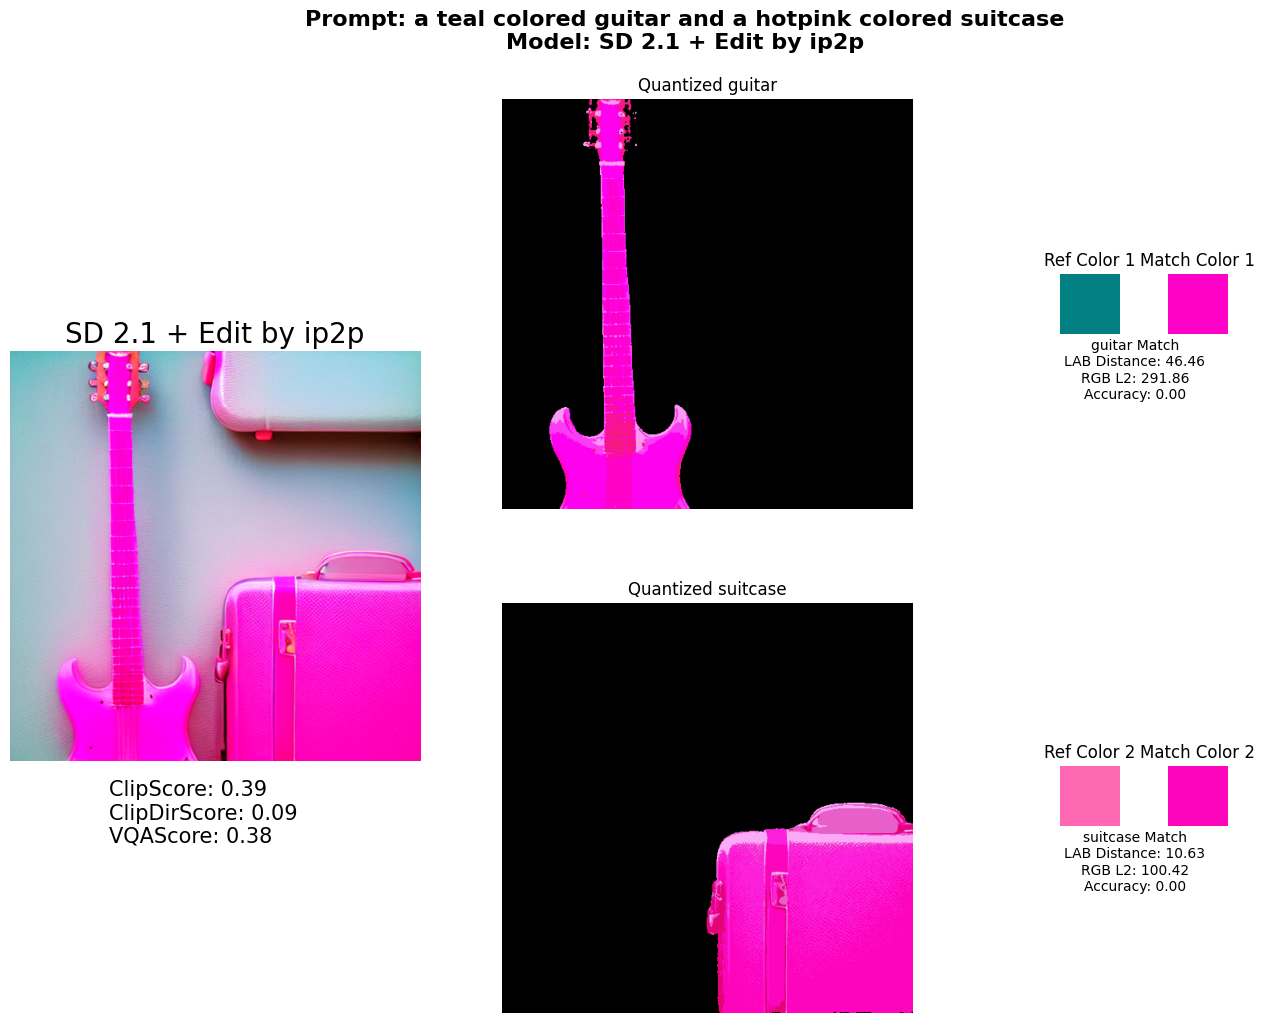 Prompt: a teal colored guitar and a hotpink colored suitcase
Model: SD 2.1 + Edit by ip2p
Quantized guitar
Ref Color 1 Match Color 1
guitar Match
LAB Distance: 46.46
RGB L2: 291.86
Accuracy: 0.00
SD 2.1 + Edit by ip2p
ClipScore: 0.39
ClipDirScore: 0.09
VQAScore: 0.38
Quantized suitcase
Ref Color 2 Match Color 2
suitcase Match
LAB Distance: 10.63
RGB L2: 100.42
Accuracy: 0.00